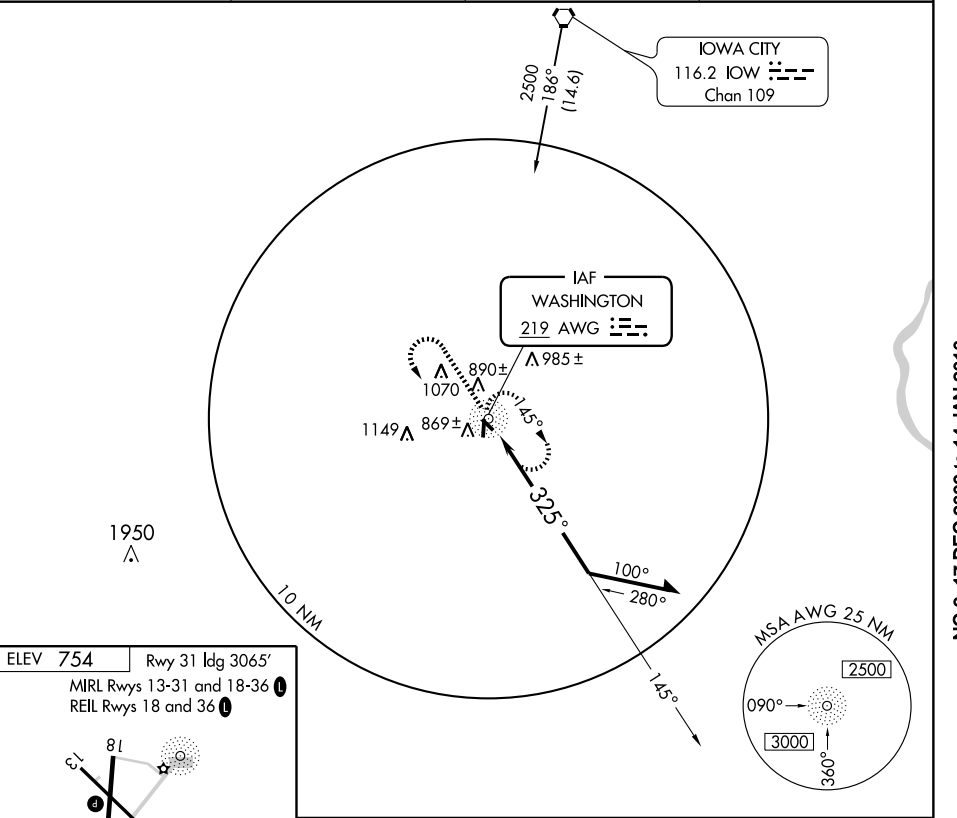 IOWA CITY
116.2 IOW
Chan 109
2500
186°
(14.6)
IAF
WASHINGTON
219 AWG
985 ±
890 ±
1070
1149
869 ±
145°
325°
1950
100°
280°
10 NM
145°
MSA AWG 25 NM
2500
090°
3000
360°
ELEV 754
Rwy 31 ldg 3065'
MIRL Rwys 13-31 and 18-36 L
REIL Rwys 18 and 36 L
13
18
P